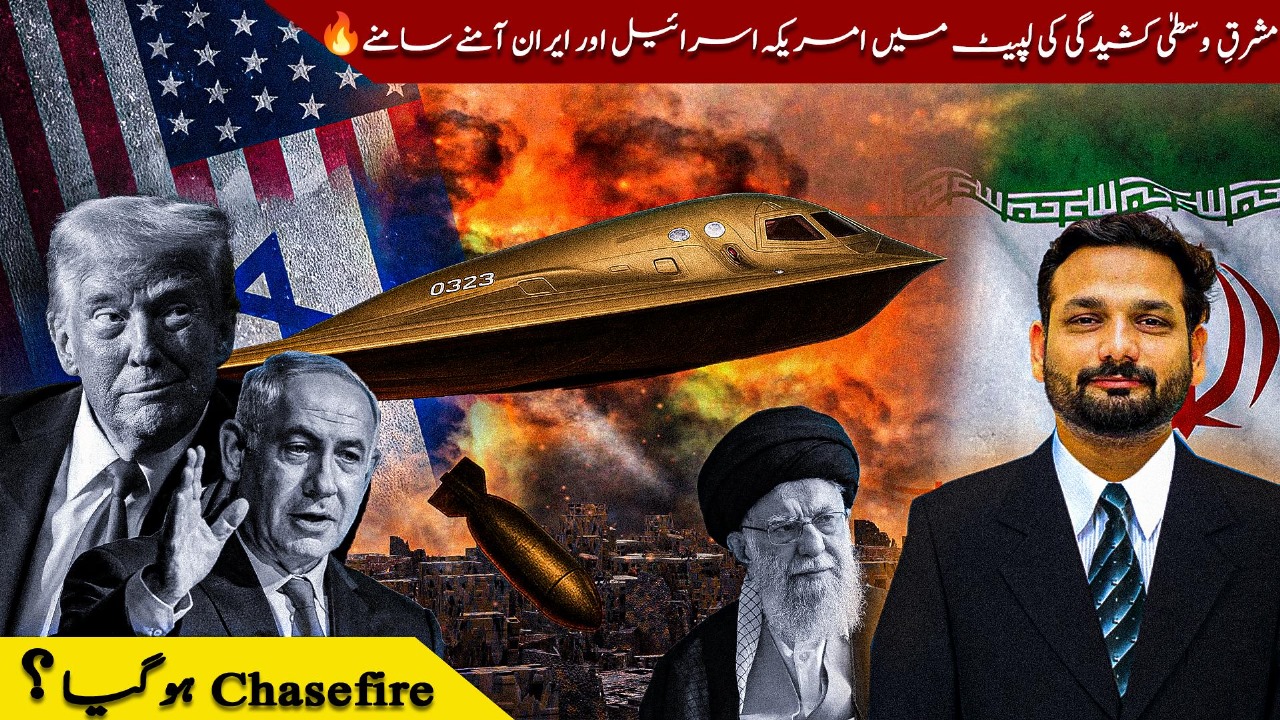 مشرقِ وسطیٰ کشیدگی کی لپیٹ میں امریکہ اسرائیل اور ایران آمنے سامنے🔥
0323
Chasefire ہو گیا ؟